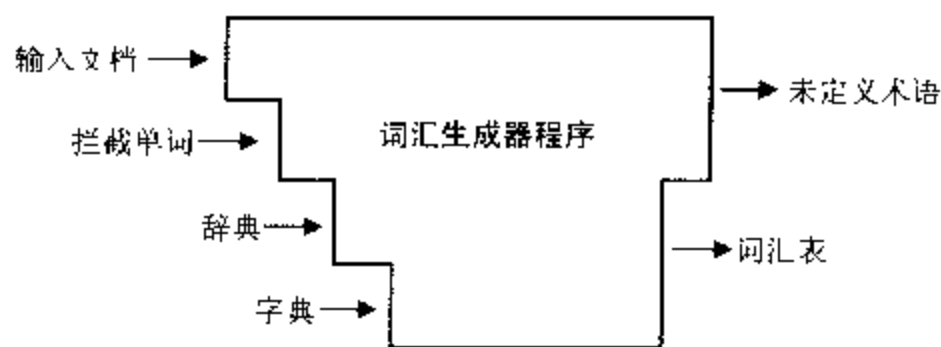 输入文档
未定义术语
拦截单词
词汇生成器程序
辞典
词汇表
字典